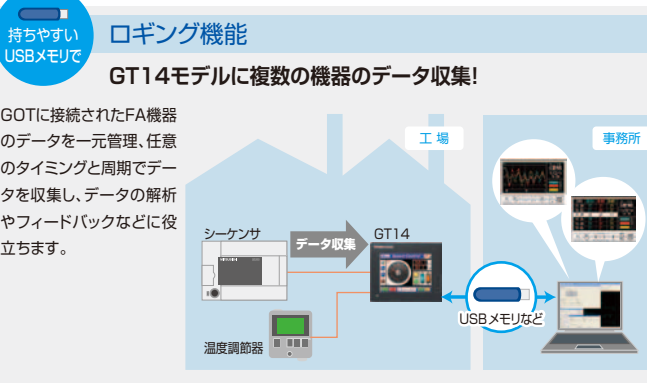 持ちやすい
USBメモリで
ロギング機能
GT14モデルに複数の機器のデータ収集!
GOTに接続されたFA機器
のデータを一元管理、任意
のタイミングと周期でデー
タを収集し、データの解析
やフィードバックなどに役
立ちます。
工場
事務所
シーケンサ
データ収集
GT14
USBメモリなど
温度調節器